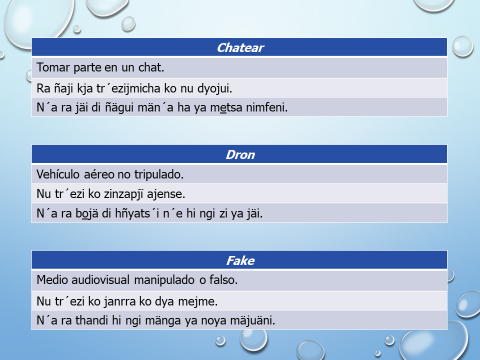 Chatear
Tomar parte en un chat.
Ra ñaji kja tr´ezijmicha ko nu dyojui.
N´a ra jäi di ñägui män´a ha ya me̲tsa nimfeni.
Dron
Vehículo aéreo no tripulado.
Nu tr´ezi ko zinzapjï ajense.
N´a ra bo̲jä di hñyats´i n´e hi ngi zi ya jäi.
Fake
Medio audiovisual manipulado o falso.
Nu tr´ezi ko janrra ko dya mejme.
N´a ra thandi hi ngi mänga ya noya mäjuäni.